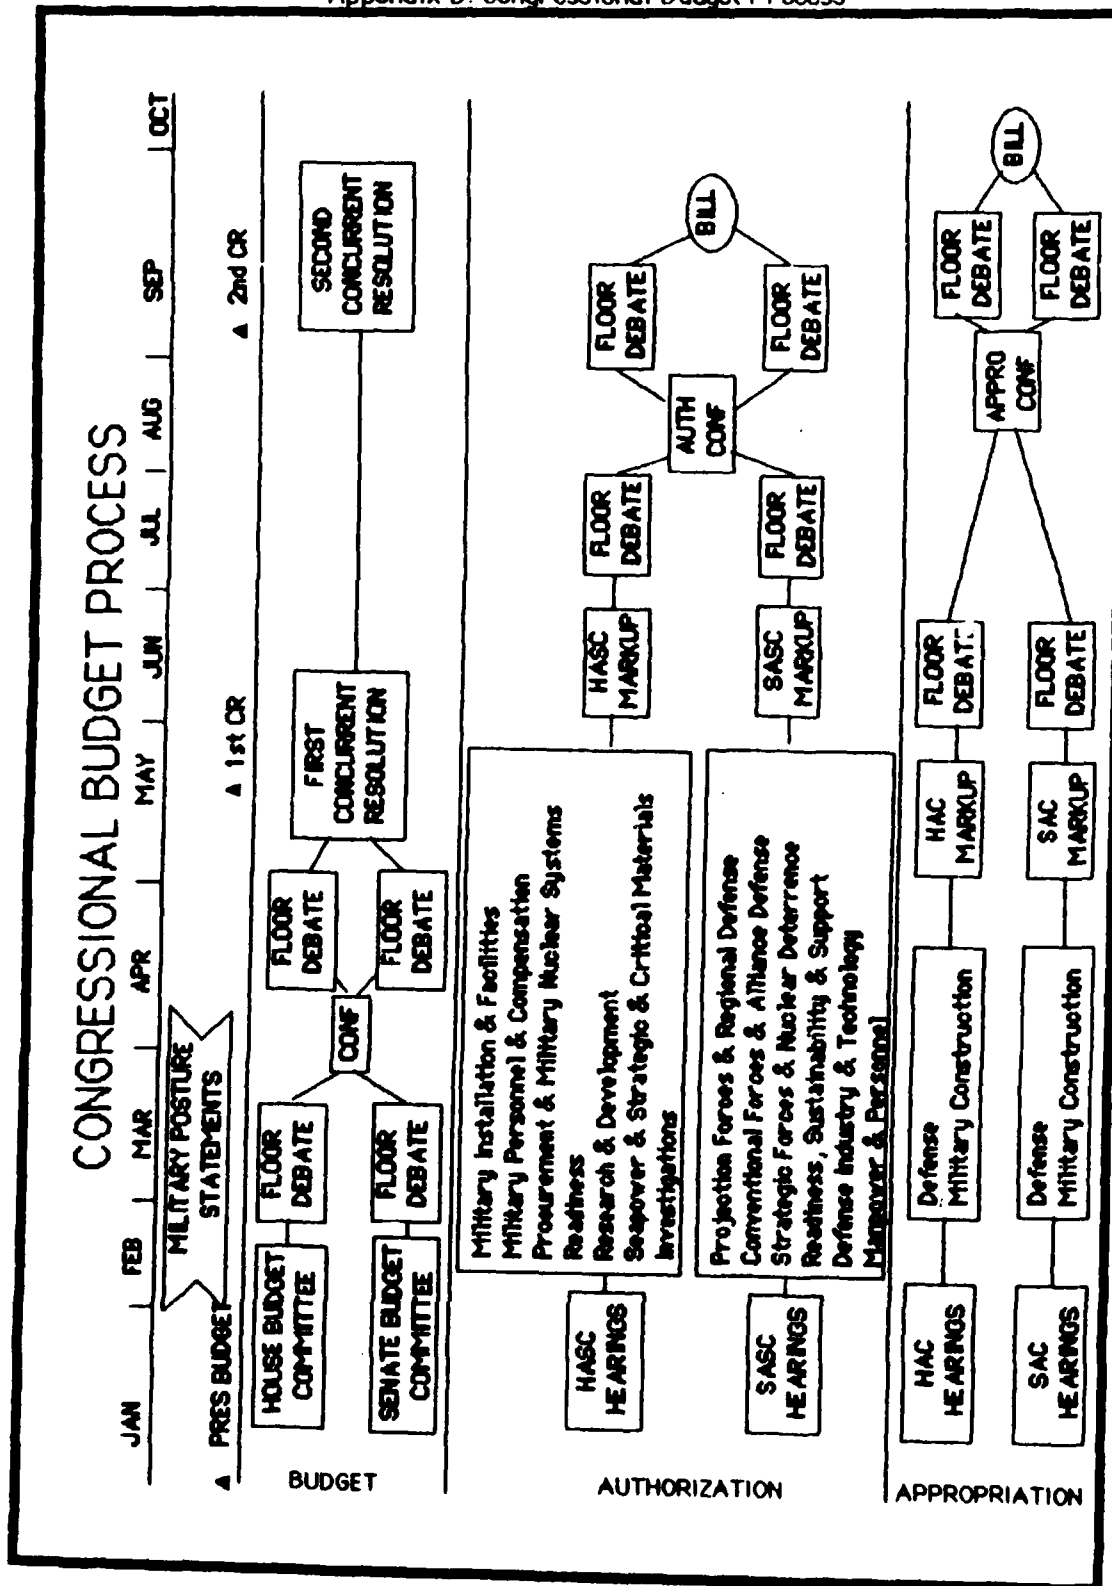 Appendix D: Congressional Budget Process
CONGRESSIONAL BUDGET PROCESS
JAN FEB MAR APR MAY JUN JUL AUG SEP OCT
MILITARY POSTURE
STATEMENTS
▲ PRES BUDGET
▲ 1st CR
▲ 2nd CR
BUDGET
HOUSE BUDGET
COMMITTEE
FLOOR
DEBATE
SENATE BUDGET
COMMITTEE
FLOOR
DEBATE
CONF
FLOOR
DEBATE
FLOOR
DEBATE
FIRST
CONCURRENT
RESOLUTION
SECOND
CONCURRENT
RESOLUTION
AUTHORIZATION
HASC
HEARINGS
Military Installation & Facilities
Military Personnel & Compensation
Procurement & Military Nuclear Systems
Readiness
Research & Development
Seapower & Strategic & Critical Materials
Investigations
HASC
MARKUP
FLOOR
DEBATE
SASC
HEARINGS
Projection Forces & Regional Defense
Conventional Forces & Alliance Defense
Strategic Forces & Nuclear Deterrence
Readiness, Sustainability & Support
Defense Industry & Technology
Manpower & Personnel
SASC
MARKUP
FLOOR
DEBATE
AUTH
CONF
FLOOR
DEBATE
FLOOR
DEBATE
BILL
APPROPRIATION
HAC
HEARINGS
Defense
Military Construction
HAC
MARKUP
FLOOR
DEBATE
SAC
HEARINGS
Defense
Military Construction
SAC
MARKUP
FLOOR
DEBATE
APPRO
CONF
FLOOR
DEBATE
FLOOR
DEBATE
BILL